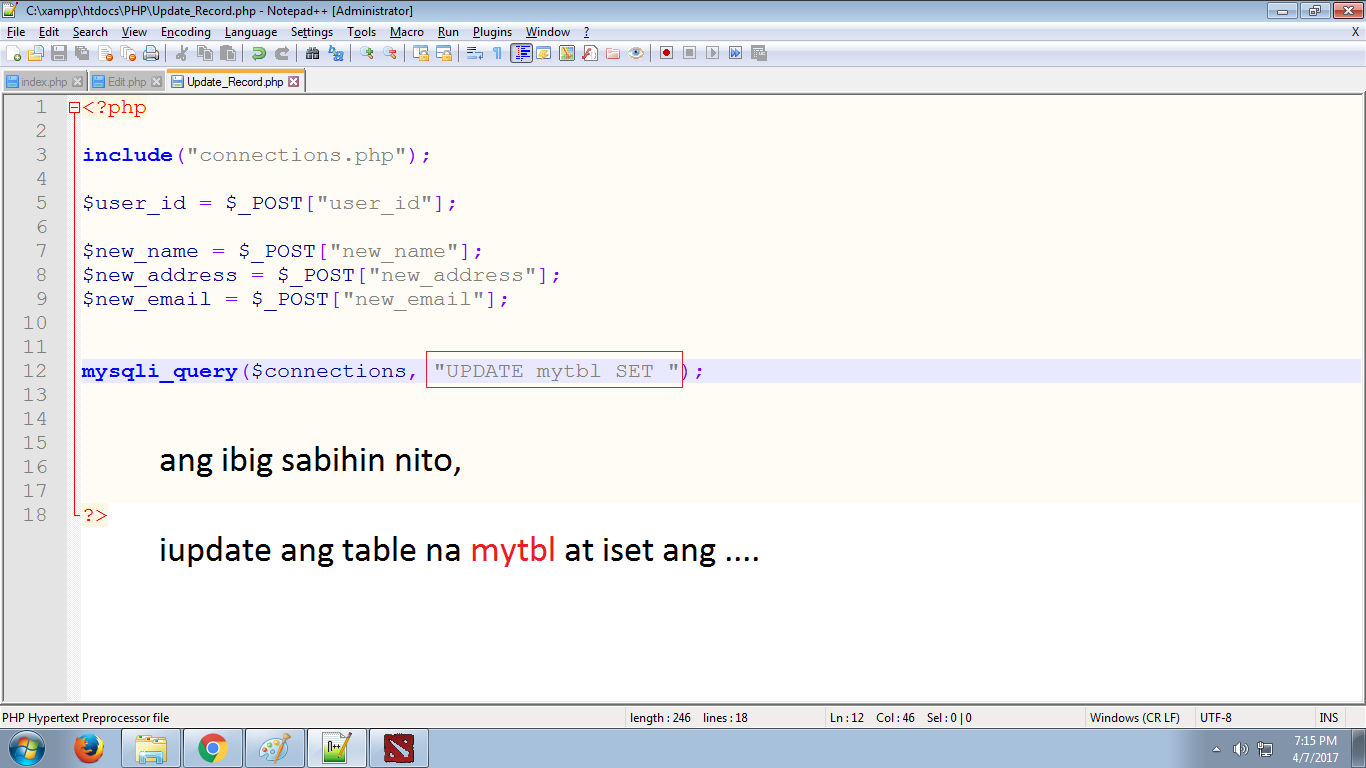 C:\xampp\htdocs\PHP\Update_Record.php - Notepad++ [Administrator]
File Edit Search View Encoding Language Settings Tools Macro Run Plugins Window ? X
index.php Edit.php Update_Record.php
1 <?php
2
3 include("connections.php");
4
5 $user_id = $_POST["user_id"];
6
7 $new_name = $_POST["new_name"];
8 $new_address = $_POST["new_address"];
9 $new_email = $_POST["new_email"];
10
11
12 mysqli_query($connections, "UPDATE mytbl SET ");
13
14
15
ang ibig sabihin nito,
16
17
18 ?>
iupdate ang table na mytbl at iset ang ....
PHP Hypertext Preprocessor file length : 246 lines : 18 Ln : 12 Col : 46 Sel : 0 | 0 Windows (CR LF) UTF-8 INS
7:15 PM
4/7/2017